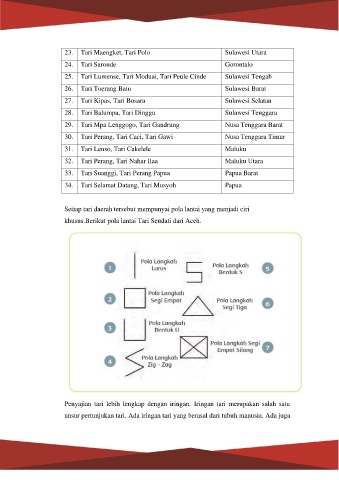 23. Tari Maengket, Tari Polo Sulawesi Utara
24. Tari Saronde Gorontalo
25. Tari Lumense, Tari Moduai, Tari Peule Cinde Sulawesi Tengah
26. Tari Toerang Batu Sulawesi Barat
27. Tari Kipas, Tari Bosara Sulawesi Selatan
28. Tari Balumpa, Tari Dinggu Sulawesi Tenggara
29. Tari Mpa Lenggogo, Tari Gandrung Nusa Tenggara Barat
30. Tari Perang, Tari Caci, Tari Gawi Nusa Tenggara Timur
31. Tari Lenso, Tari Cakalele Maluku
32. Tari Perang, Tari Nahar Ilaa Maluku Utara
33. Tari Suanggi, Tari Perang Papua Papua Barat
34. Tari Selamat Datang, Tari Musyoh Papua
Setiap tari daerah tersebut mempunyai pola lantai yang menjadi ciri
khusus.Berikut pola lantai Tari Seudati dari Aceh.
1 Pola Langkah
Lurus
2 Pola Langkah
Segi Empat
3 Pola Langkah
Bentuk U
4 Pola Langkah
Zig - Zag
Pola Langkah
Bentuk S 5
Pola Langkah
Segi Tiga 6
Pola Langkah Segi
Empat Silang 7
Penyajian tari lebih lengkap dengan iringan. Iringan tari merupakan salah satu
unsur pertunjukan tari. Ada iringan tari yang berasal dari tubuh manusia. Ada juga